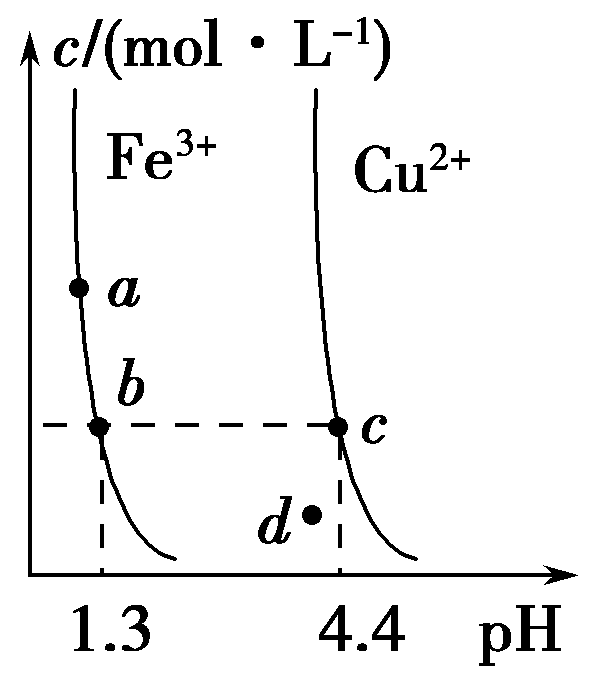 c/(mol · L⁻¹)
Fe³⁺
Cu²⁺
a
b
c
d
1.3
4.4
pH